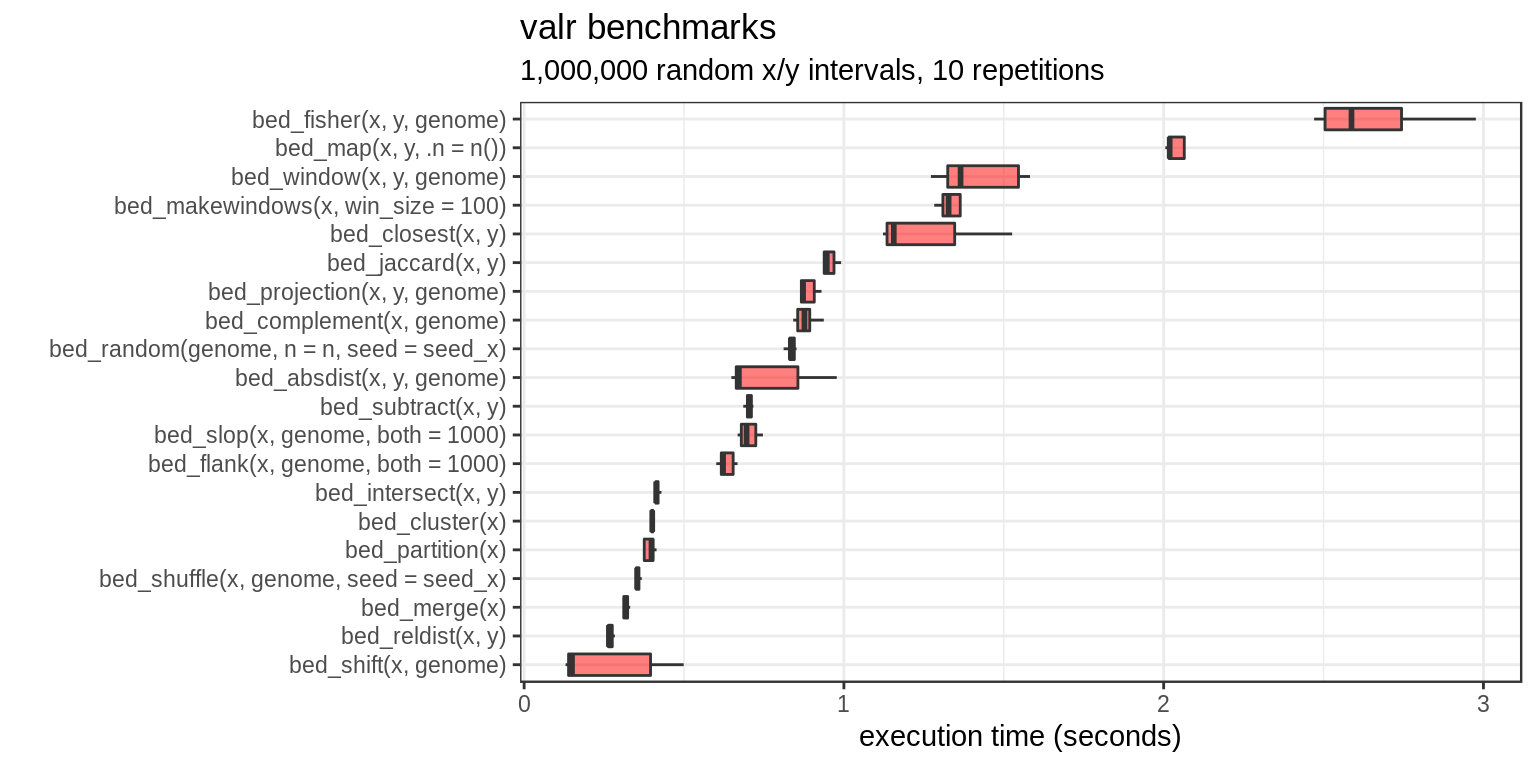 valr benchmarks
1,000,000 random x/y intervals, 10 repetitions
bed_fisher(x, y, genome)
bed_map(x, y, .n = n())
bed_window(x, y, genome)
bed_makewindows(x, win_size = 100)
bed_closest(x, y)
bed_jaccard(x, y)
bed_projection(x, y, genome)
bed_complement(x, genome)
bed_random(genome, n = n, seed = seed_x)
bed_absdist(x, y, genome)
bed_subtract(x, y)
bed_slop(x, genome, both = 1000)
bed_flank(x, genome, both = 1000)
bed_intersect(x, y)
bed_cluster(x)
bed_partition(x)
bed_shuffle(x, genome, seed = seed_x)
bed_merge(x)
bed_reldist(x, y)
bed_shift(x, genome)
0 1 2 3
execution time (seconds)